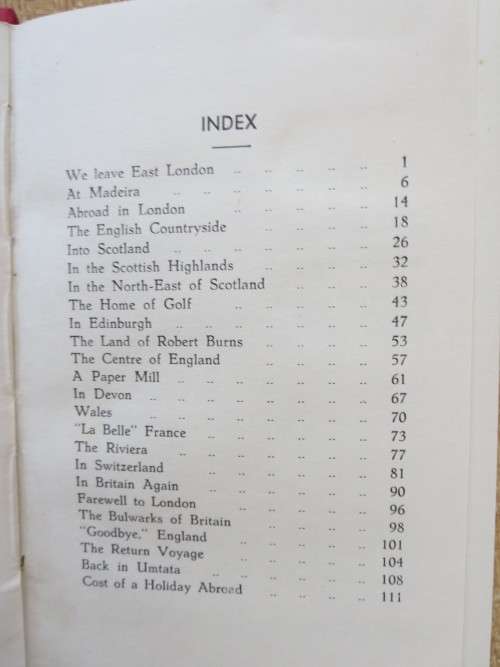 INDEX
We leave East London .. .. .. .. .. 1
At Madeira .. .. .. .. .. .. .. 6
Abroad in London .. .. .. .. .. 14
The English Countryside .. .. .. .. .. 18
Into Scotland .. .. .. .. .. .. .. 26
In the Scottish Highlands .. .. .. .. .. 32
In the North-East of Scotland .. .. .. .. 38
The Home of Golf .. .. .. .. .. 43
In Edinburgh .. .. .. .. .. .. .. 47
The Land of Robert Burns .. .. .. .. 53
The Centre of England .. .. .. .. .. 57
A Paper Mill .. .. .. .. .. .. .. 61
In Devon .. .. .. .. .. .. .. .. 67
Wales .. .. .. .. .. .. .. .. 70
"La Belle" France .. .. .. .. .. .. 73
The Riviera .. .. .. .. .. .. .. 77
In Switzerland .. .. .. .. .. .. 81
In Britain Again .. .. .. .. .. .. 90
Farewell to London .. .. .. .. .. .. 96
The Bulwarks of Britain .. .. .. .. .. 98
"Goodbye," England .. .. .. .. .. 101
The Return Voyage .. .. .. .. .. 104
Back in Umtata .. .. .. .. .. .. 108
Cost of a Holiday Abroad .. .. .. .. 111